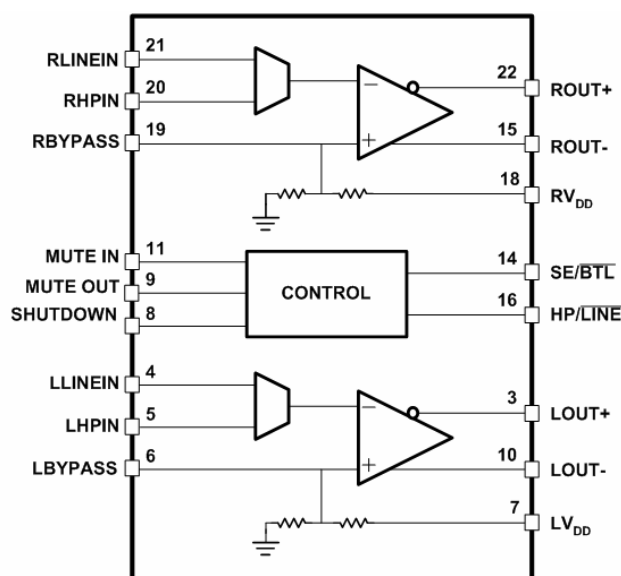 RLINEIN 21
RHPIN 20
RBYPASS 19
22 ROUT+
15 ROUT-
18 RVDD
MUTE IN 11
MUTE OUT 9
SHUTDOWN 8
CONTROL
14 SE/BTL
16 HP/LINE
LLINEIN 4
LHPIN 5
LBYPASS 6
3 LOUT+
10 LOUT-
7 LVDD
− +
− +